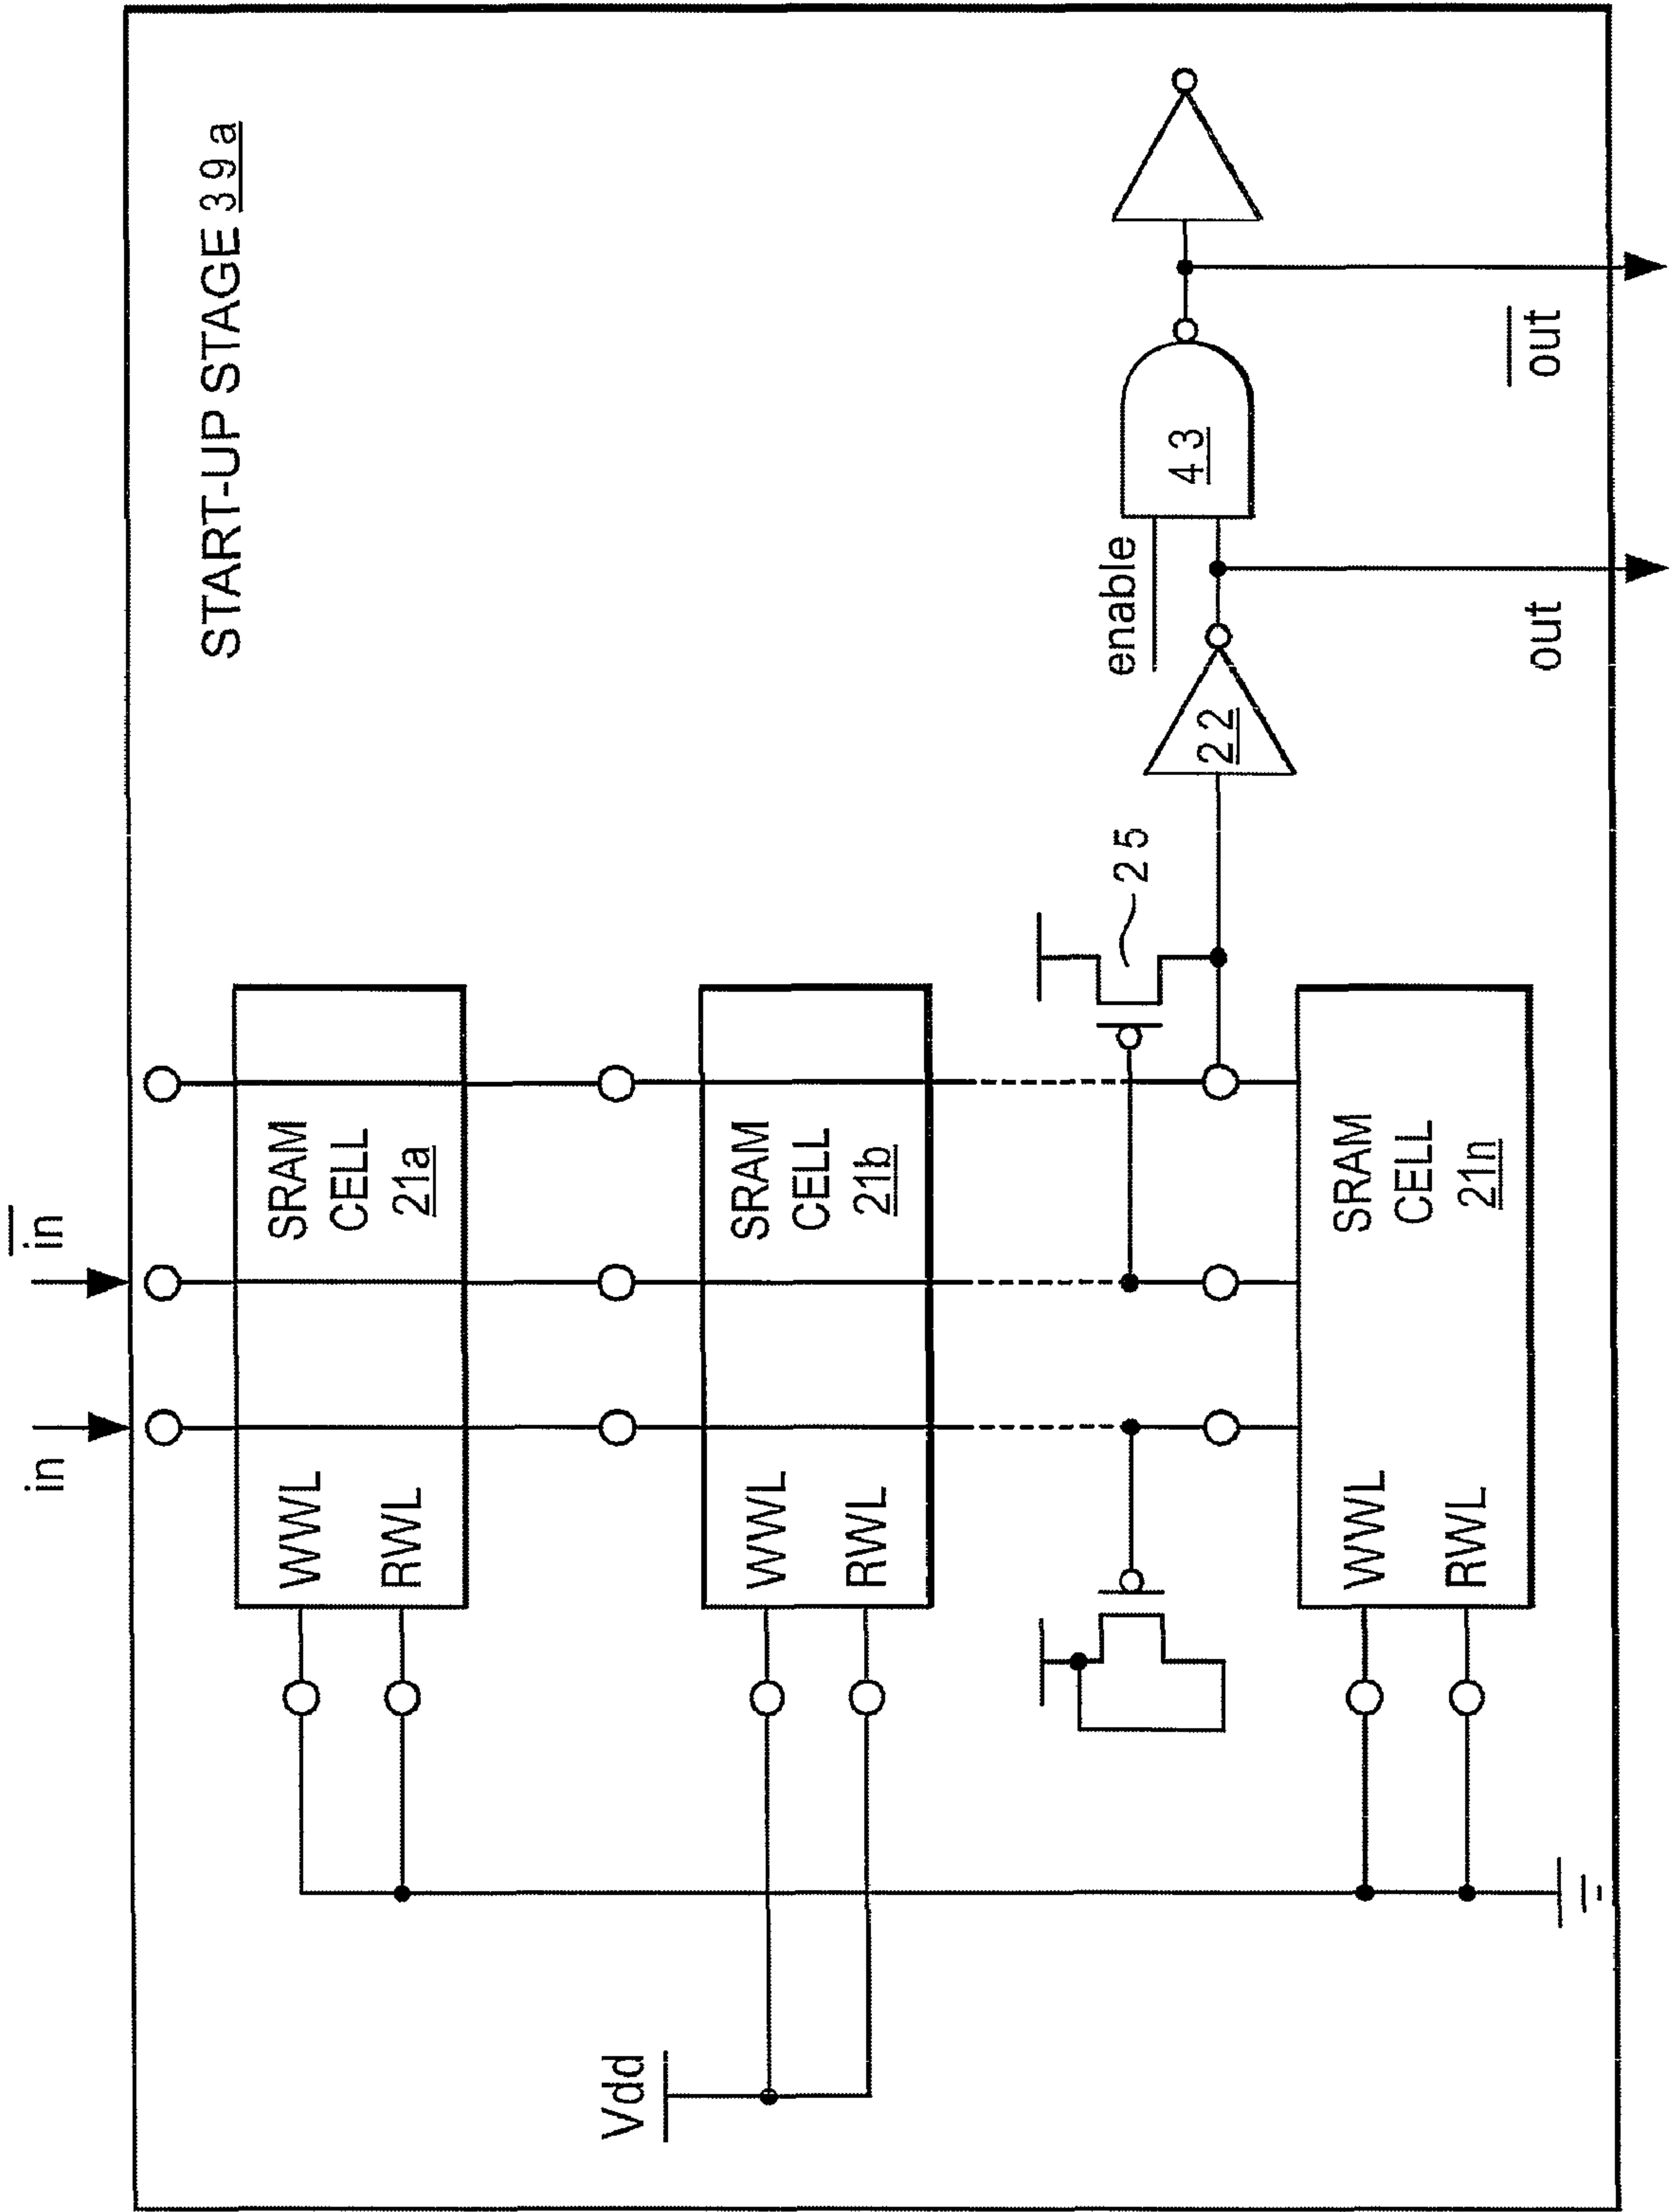 START-UP STAGE 39a
in
in
WWL
RWL
SRAM
CELL
21a
Vdd
WWL
RWL
SRAM
CELL
21b
25
enable
22
43
WWL
RWL
SRAM
CELL
21n
out
out